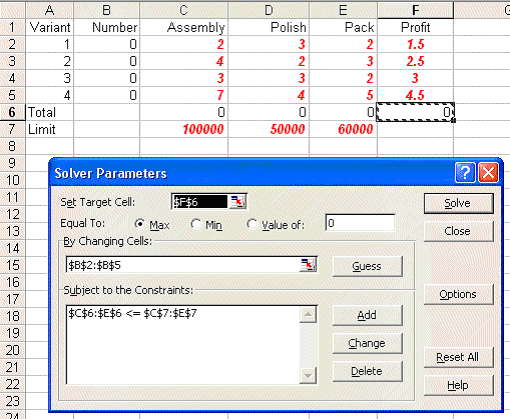 A B C D E F G
1 Variant Number Assembly Polish Pack Profit
2 1 0 2 3 2 1.5
3 2 0 4 2 3 2.5
4 3 0 3 3 2 3
5 4 0 7 4 5 4.5
6 Total 0 0 0 0
7 Limit 100000 50000 60000
8
9
10
11
12
13
14
15
16
17
18
19
20
21
22
23
24
Solver Parameters
Set Target Cell: $F$6 Solve
Equal To: Max Min Value of: 0 Close
By Changing Cells:
$B$2:$B$5 Guess
Subject to the Constraints: Options
$C$6:$E$6 <= $C$7:$E$7 Add
Change
Reset All
Delete
Help